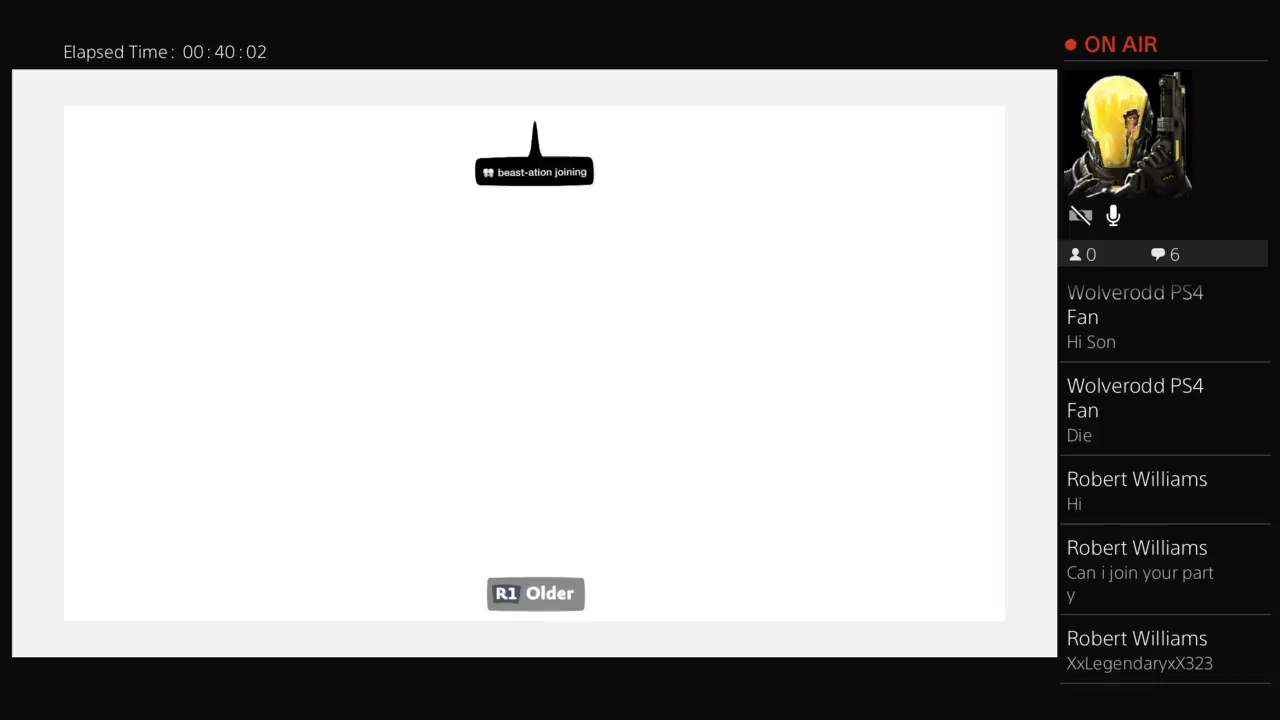 Elapsed Time: 00:40:02
ON AIR
beast-ation joining
0 6
Wolverodd PS4
Fan
Hi Son
Wolverodd PS4
Fan
Die
Robert Williams
Hi
Robert Williams
Can i join your part
y
Robert Williams
XxLegendaryxX323
R1 Older